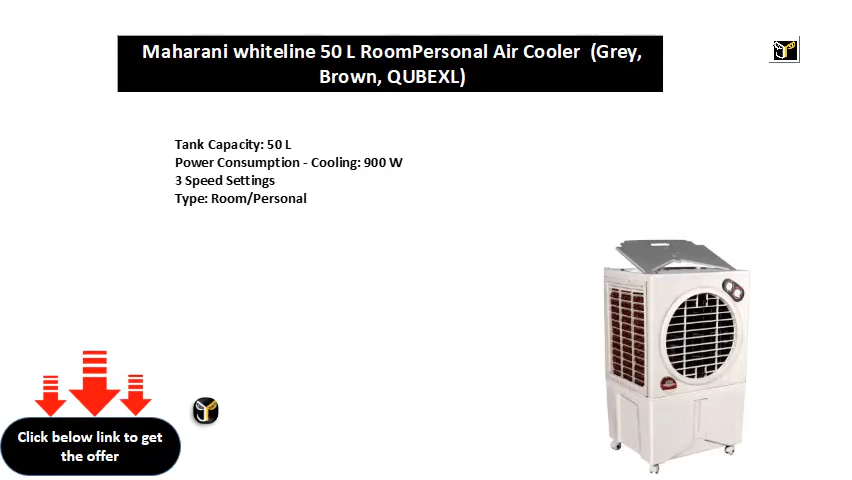 Maharani whiteline 50 L RoomPersonal Air Cooler (Grey,
Brown, QUBEXL)
Tank Capacity: 50 L
Power Consumption - Cooling: 900 W
3 Speed Settings
Type: Room/Personal
Click below link to get
the offer